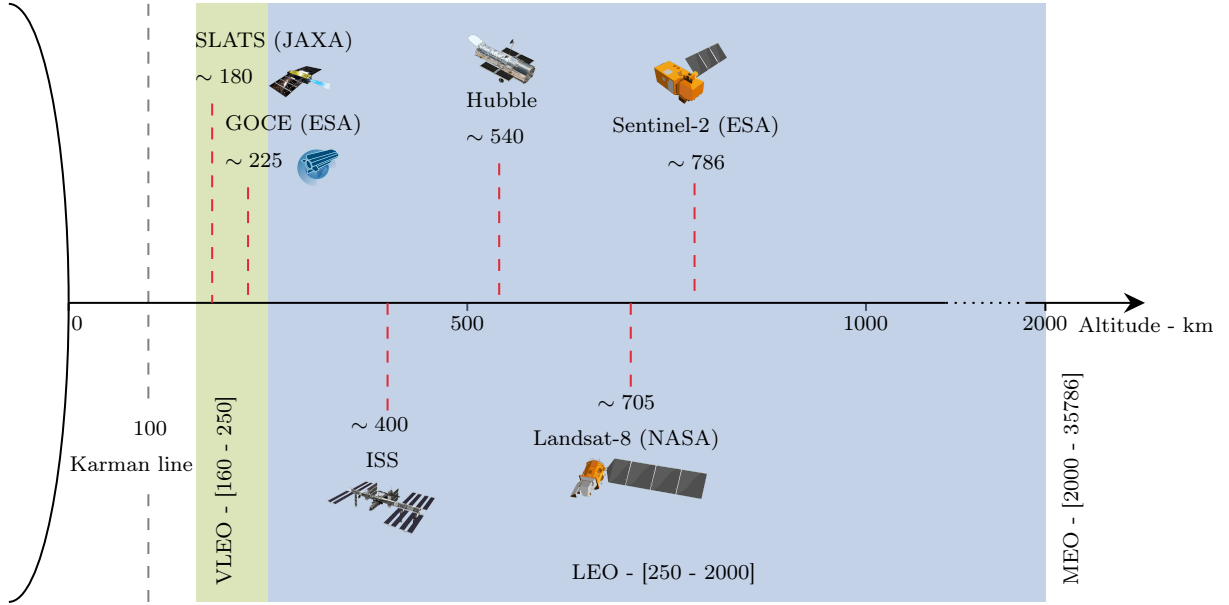 SLATS (JAXA)
∼ 180
GOCE (ESA)
∼ 225
Hubble
∼ 540
Sentinel-2 (ESA)
∼ 786
0
500
1000
2000
Altitude - km
100
Karman line
VLEO - [160 - 250]
∼ 400
ISS
∼ 705
Landsat-8 (NASA)
LEO - [250 - 2000]
MEO - [2000 - 35786]